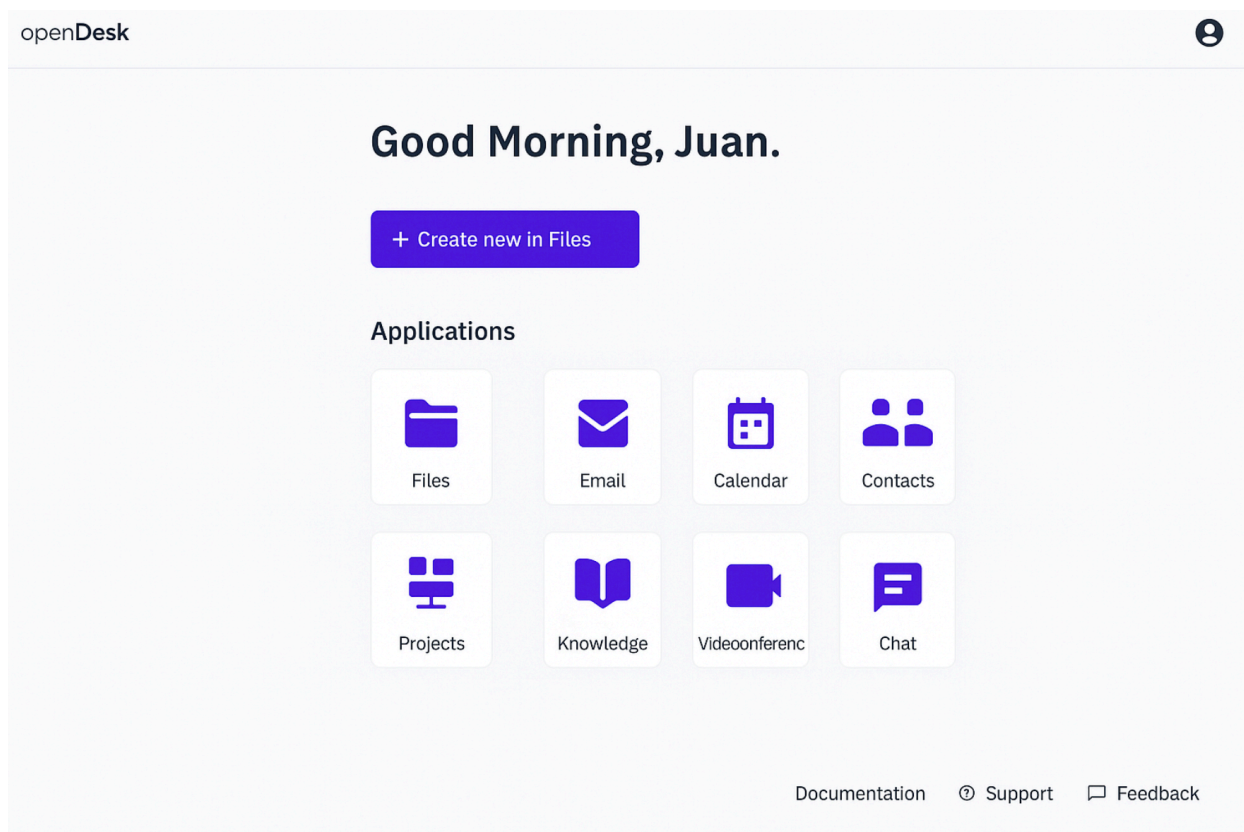 openDesk
Good Morning, Juan.
+ Create new in Files
Applications
Files Email Calendar Contacts
Projects Knowledge Videoonferenc Chat
Documentation Support Feedback